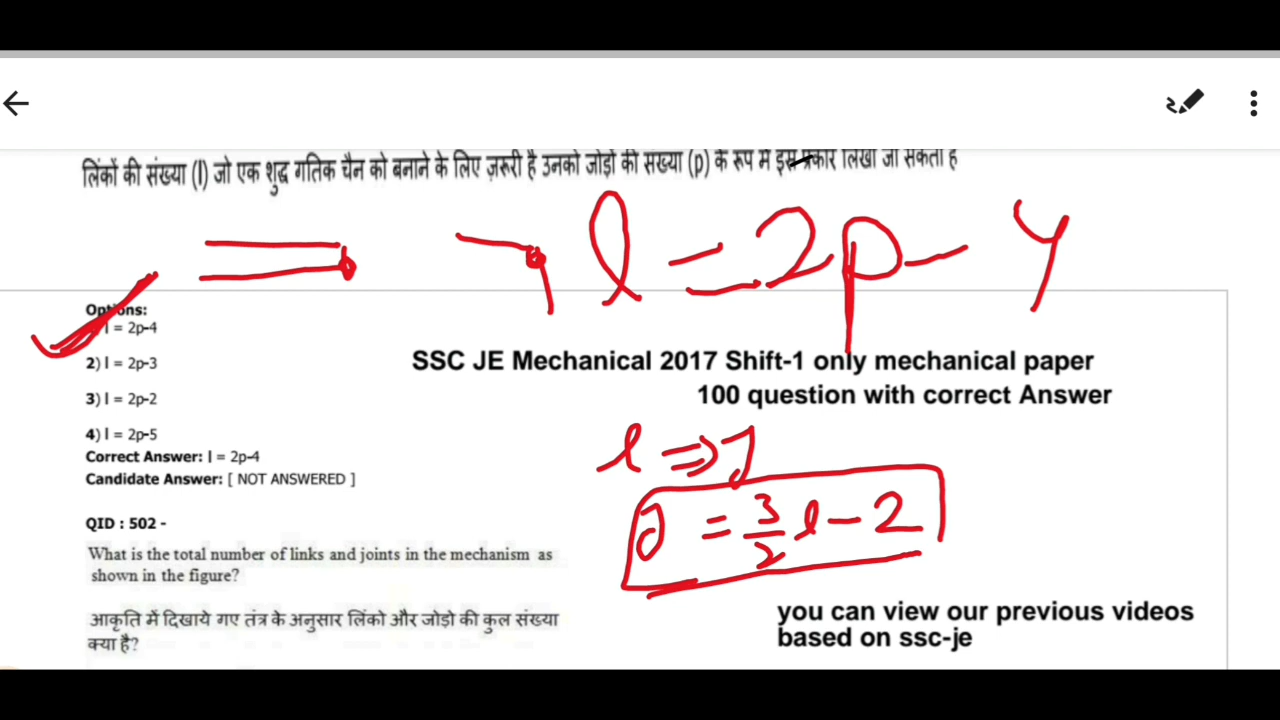 लिंकों की संख्या (l) जो एक शुद्ध गतिक चैन को बनाने के लिए ज़रूरी है उनको जोड़ो की संख्या (p) के रूप में इस प्रकार लिखा जा सकता है
l = 2p - 4
Options:
l = 2p-4
2) l = 2p-3
3) l = 2p-2
4) l = 2p-5
Correct Answer: l = 2p-4
Candidate Answer: [ NOT ANSWERED ]
SSC JE Mechanical 2017 Shift-1 only mechanical paper
100 question with correct Answer
l ⇒ J
J = 3/2 l - 2
QID : 502 -
What is the total number of links and joints in the mechanism as
shown in the figure?
आकृति में दिखाये गए तंत्र के अनुसार लिंको और जोड़ो की कुल संख्या
क्या है?
you can view our previous videos
based on ssc-je